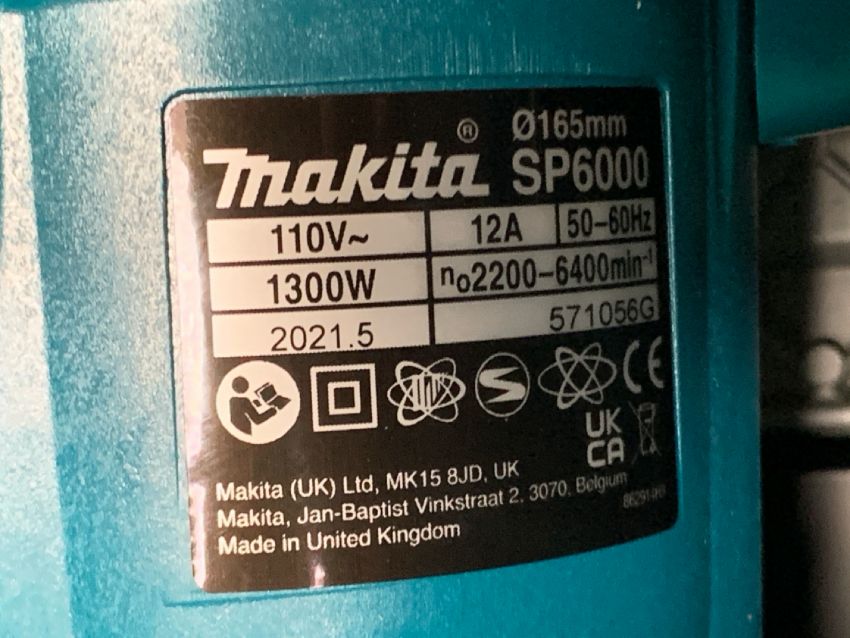 Ø165mm
makita® SP6000
110V~ 12A 50-60Hz
1300W n₀2200-6400min⁻¹
2021.5 571056G
CE
UK
CA
Makita (UK) Ltd, MK15 8JD, UK
Makita, Jan-Baptist Vinkstraat 2, 3070, Belgium
Made in United Kingdom